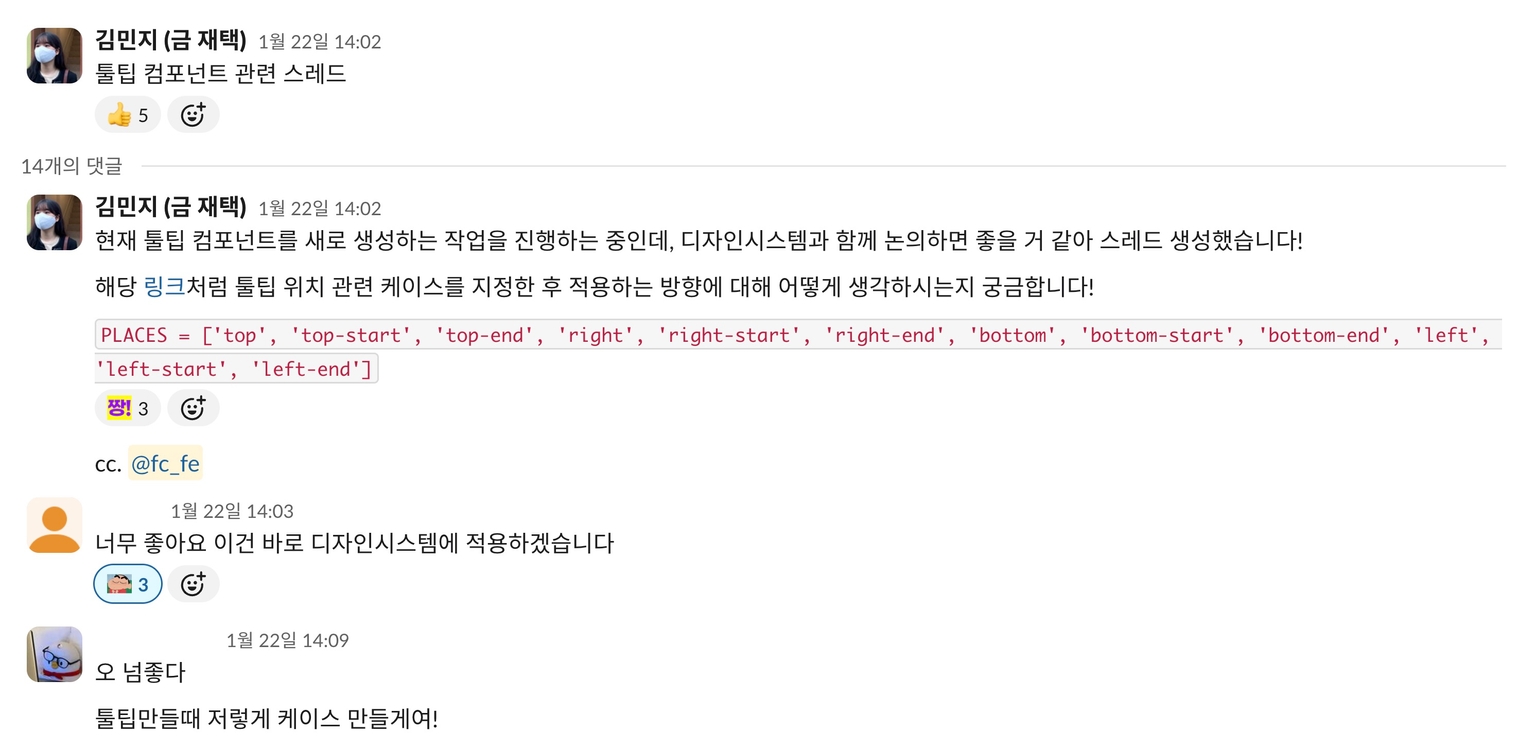 김민지 (금 재택) 1월 22일 14:02
툴팁 컴포넌트 관련 스레드
5
14개의 댓글
김민지 (금 재택) 1월 22일 14:02
현재 툴팁 컴포넌트를 새로 생성하는 작업을 진행하는 중인데, 디자인시스템과 함께 논의하면 좋을 거 같아 스레드 생성했습니다!
해당 링크처럼 툴팁 위치 관련 케이스를 지정한 후 적용하는 방향에 대해 어떻게 생각하시는지 궁금합니다!
PLACES = ['top', 'top-start', 'top-end', 'right', 'right-start', 'right-end', 'bottom', 'bottom-start', 'bottom-end', 'left',
'left-start', 'left-end']
짱! 3
cc. @fc_fe
1월 22일 14:03
너무 좋아요 이건 바로 디자인시스템에 적용하겠습니다
3
1월 22일 14:09
오 넘좋다
툴팁만들때 저렇게 케이스 만들게여!